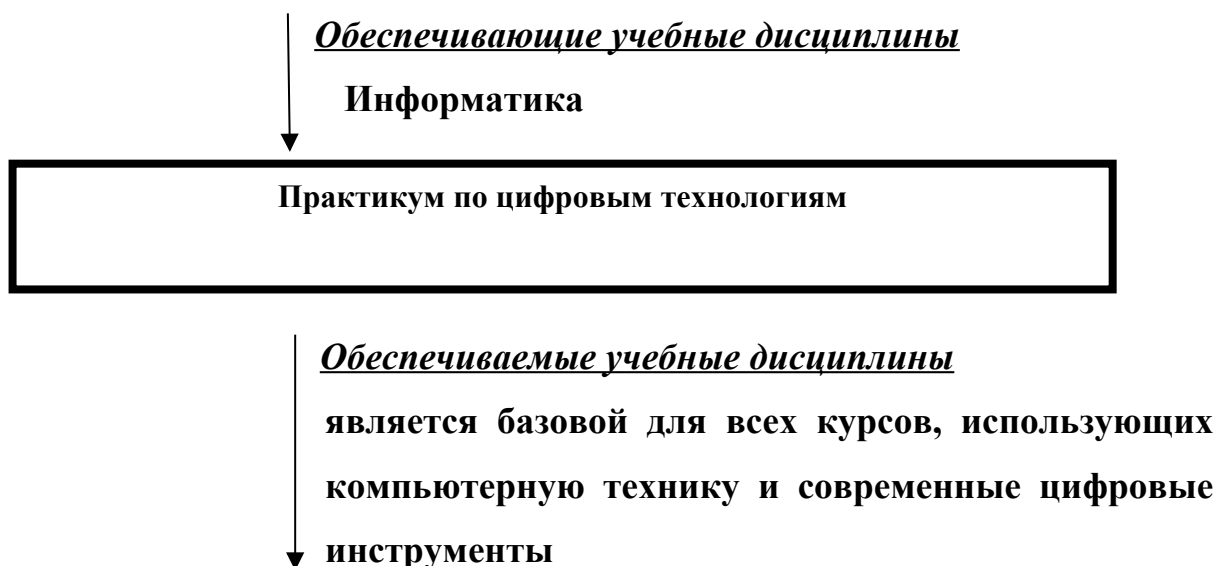 Обеспечивающие учебные дисциплины
Информатика
Практикум по цифровым технологиям
Обеспечиваемые учебные дисциплины
является базовой для всех курсов, использующих
компьютерную технику и современные цифровые
инструменты